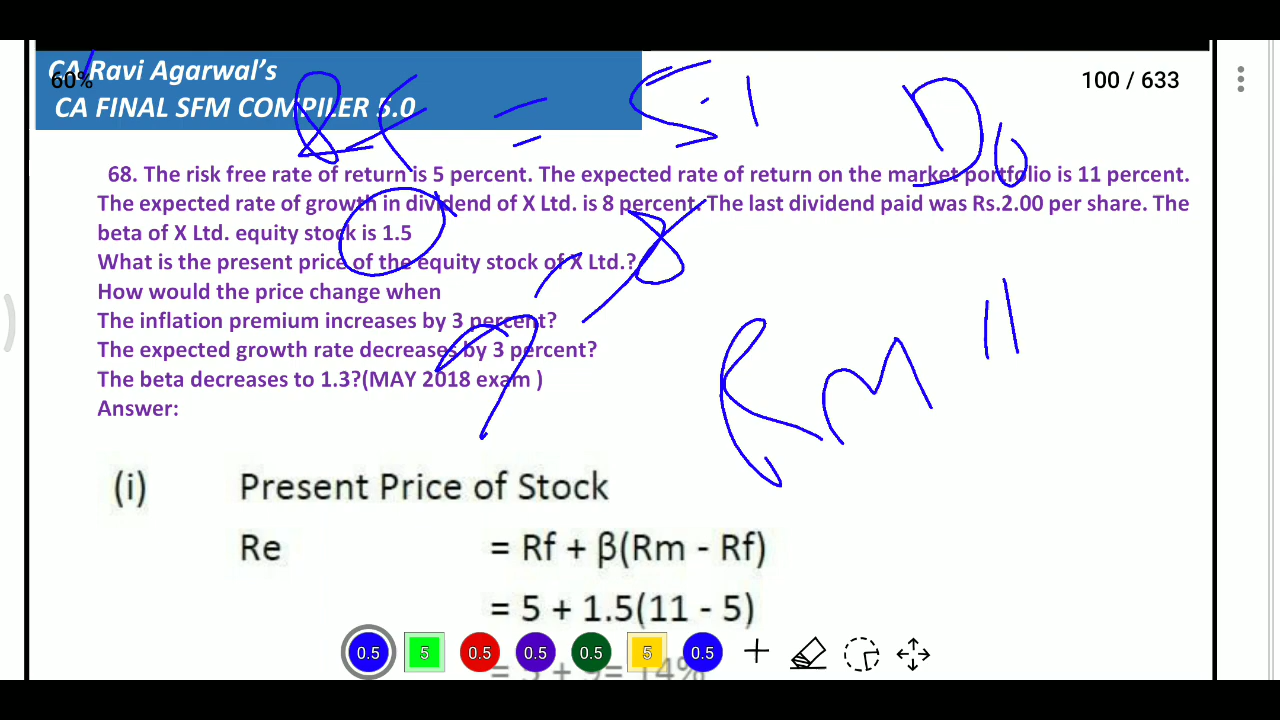 CA Ravi Agarwal's
60%
CA FINAL SFM COMPILER 5.0
100 / 633
68. The risk free rate of return is 5 percent. The expected rate of return on the market portfolio is 11 percent.
The expected rate of growth in dividend of X Ltd. is 8 percent. The last dividend paid was Rs.2.00 per share. The
beta of X Ltd. equity stock is 1.5
What is the present price of the equity stock of X Ltd.?
How would the price change when
The inflation premium increases by 3 percent?
The expected growth rate decreases by 3 percent?
The beta decreases to 1.3?(MAY 2018 exam )
Answer:
D0
8
Rm 11
(i) Present Price of Stock
Re = Rf + β(Rm - Rf)
= 5 + 1.5(11 - 5)
= 5 + 9= 14%
0.5 5 0.5 0.5 0.5 5 0.5